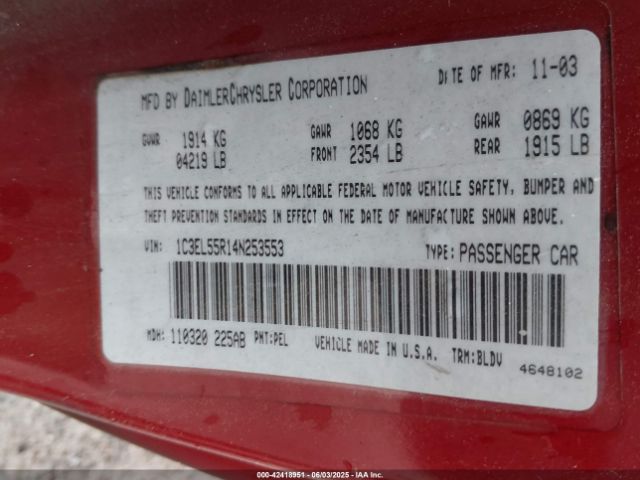 MFD BY DAIMLERCHRYSLER CORPORATION DATE OF MFR: 11-03
GVWR 1914 KG GAWR 1068 KG GAWR 0869 KG
04219 LB FRONT 2354 LB REAR 1915 LB
THIS VEHICLE CONFORMS TO ALL APPLICABLE FEDERAL MOTOR VEHICLE SAFETY, BUMPER AND
THEFT PREVENTION STANDARDS IN EFFECT ON THE DATE OF MANUFACTURE SHOWN ABOVE.
VIN: 1C3EL55R14N253553 TYPE: PASSENGER CAR
MDH: 110320 225AB PNT:PEL VEHICLE MADE IN U.S.A. TRM:BLDV
4648102
000-42418951 - 06/03/2025 - IAAI.COM